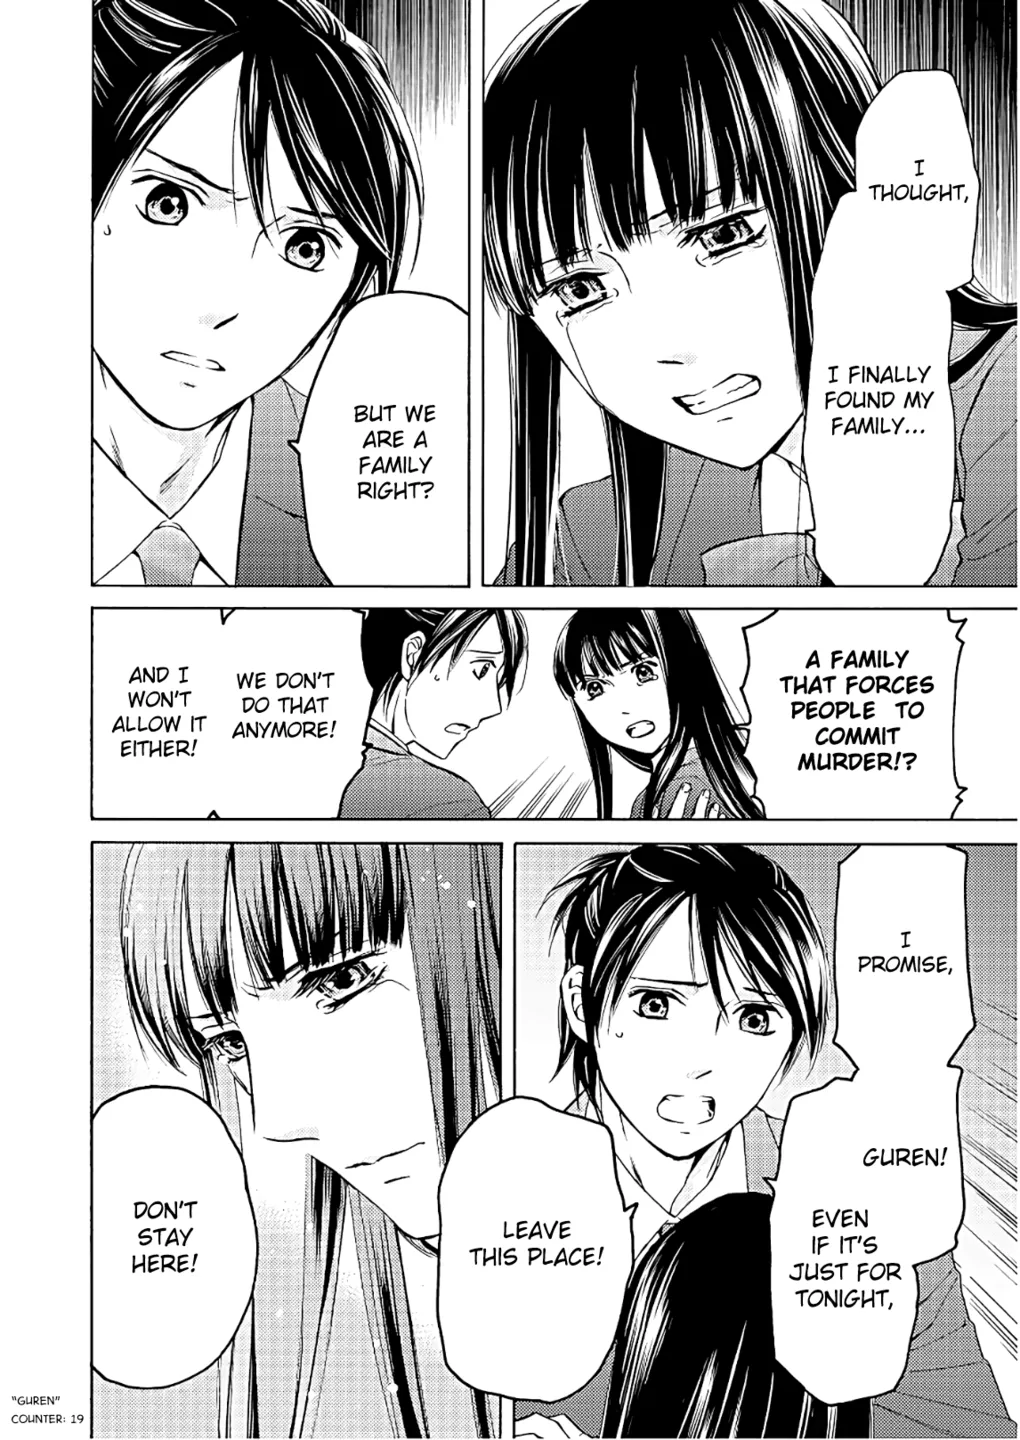 I
THOUGHT,
I FINALLY
FOUND MY
FAMILY...
BUT WE
ARE A
FAMILY
RIGHT?
A FAMILY
THAT FORCES
PEOPLE TO
COMMIT
MURDER!?
WE DON'T
DO THAT
ANYMORE!
AND I
WON'T
ALLOW IT
EITHER!
I
PROMISE,
GUREN!
EVEN
IF IT'S
JUST FOR
TONIGHT,
LEAVE
THIS PLACE!
DON'T
STAY
HERE!
"GUREN"
COUNTER: 19